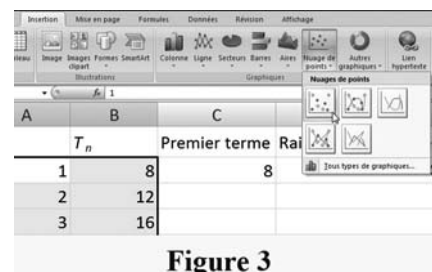 Insertion Mise en page Formules Données Révision Affichage
Image Images clipart Formes SmartArt Colonne Ligne Secteurs Barres Aires Nuage de points Autres graphiques Lien hypertexte
Illustrations Graphiques
Nuages de points
fx 1
A B C
Tn Premier terme Rai
1 8 8
2 12
3 16
Tous types de graphiques...
Figure 3